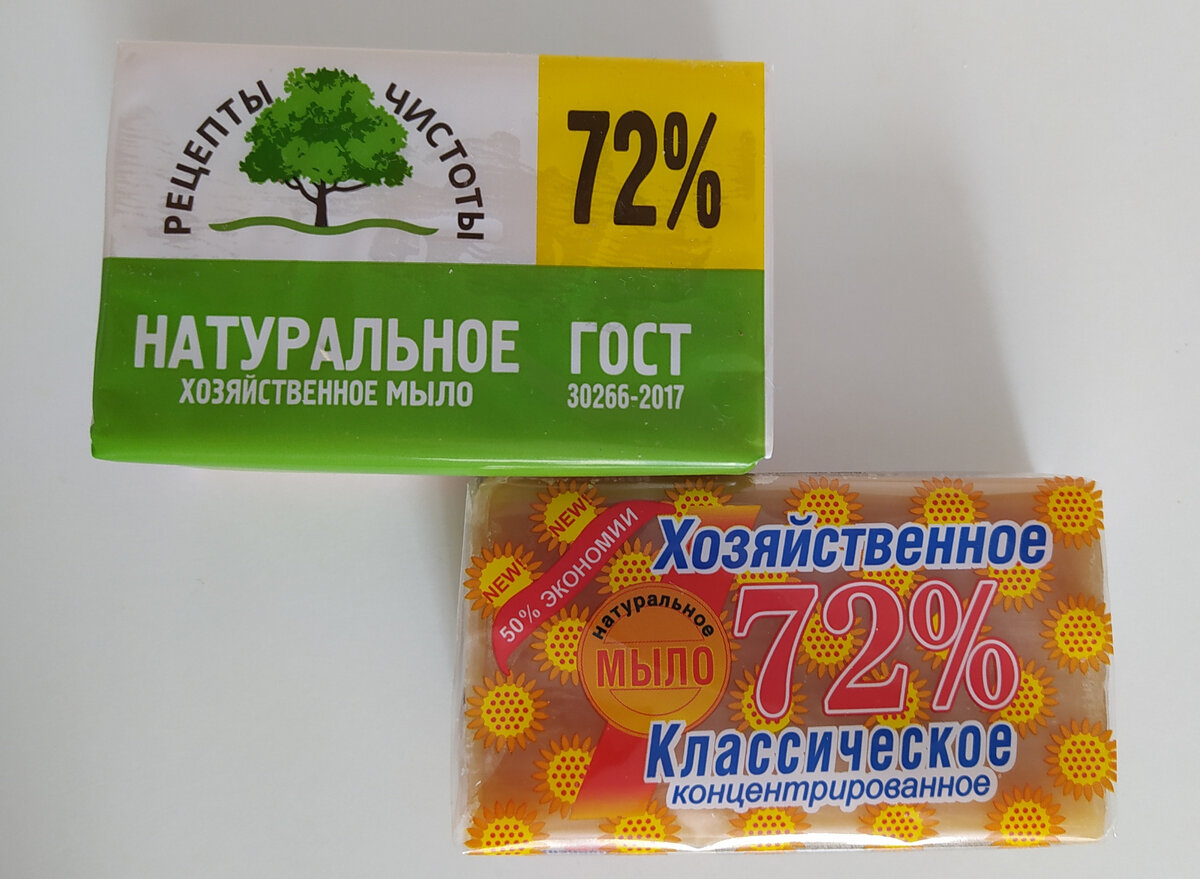 РЕЦЕПТЫ ЧИСТОТЫ
72%
НАТУРАЛЬНОЕ
ХОЗЯЙСТВЕННОЕ МЫЛО
ГОСТ
30266-2017
NEW!
NEW!
50% ЭКОНОМИИ
Хозяйственное
натуральное
МЫЛО
72%
Классическое
концентрированное